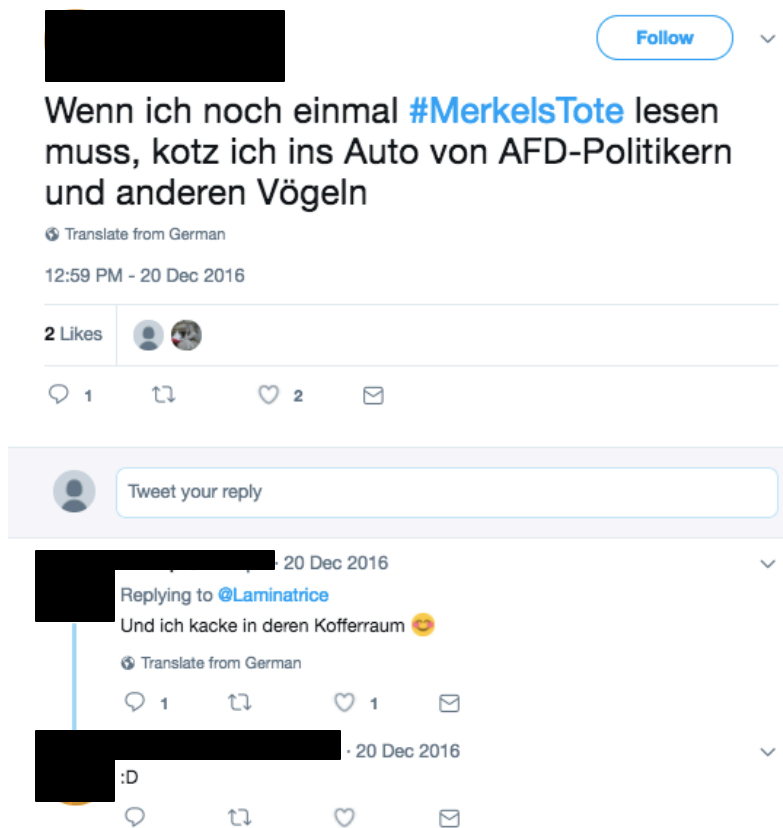 Follow
Wenn ich noch einmal #MerkelsTote lesen
muss, kotz ich ins Auto von AFD-Politikern
und anderen Vögeln
Translate from German
12:59 PM - 20 Dec 2016
2 Likes
1
2
Tweet your reply
· 20 Dec 2016
Replying to @Laminatrice
Und ich kacke in deren Kofferraum 😊
Translate from German
1
1
· 20 Dec 2016
:D